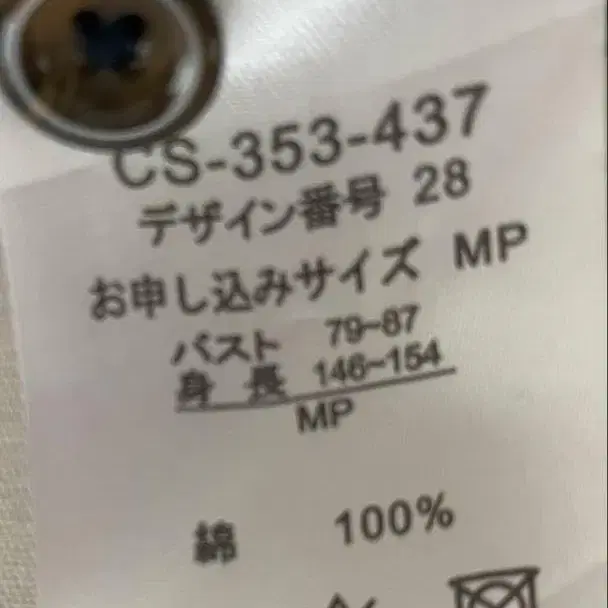 CS-353-437
デザイン番号 28
お申し込みサイズ MP
バスト 79-87
身長 146-154
MP
綿 100%